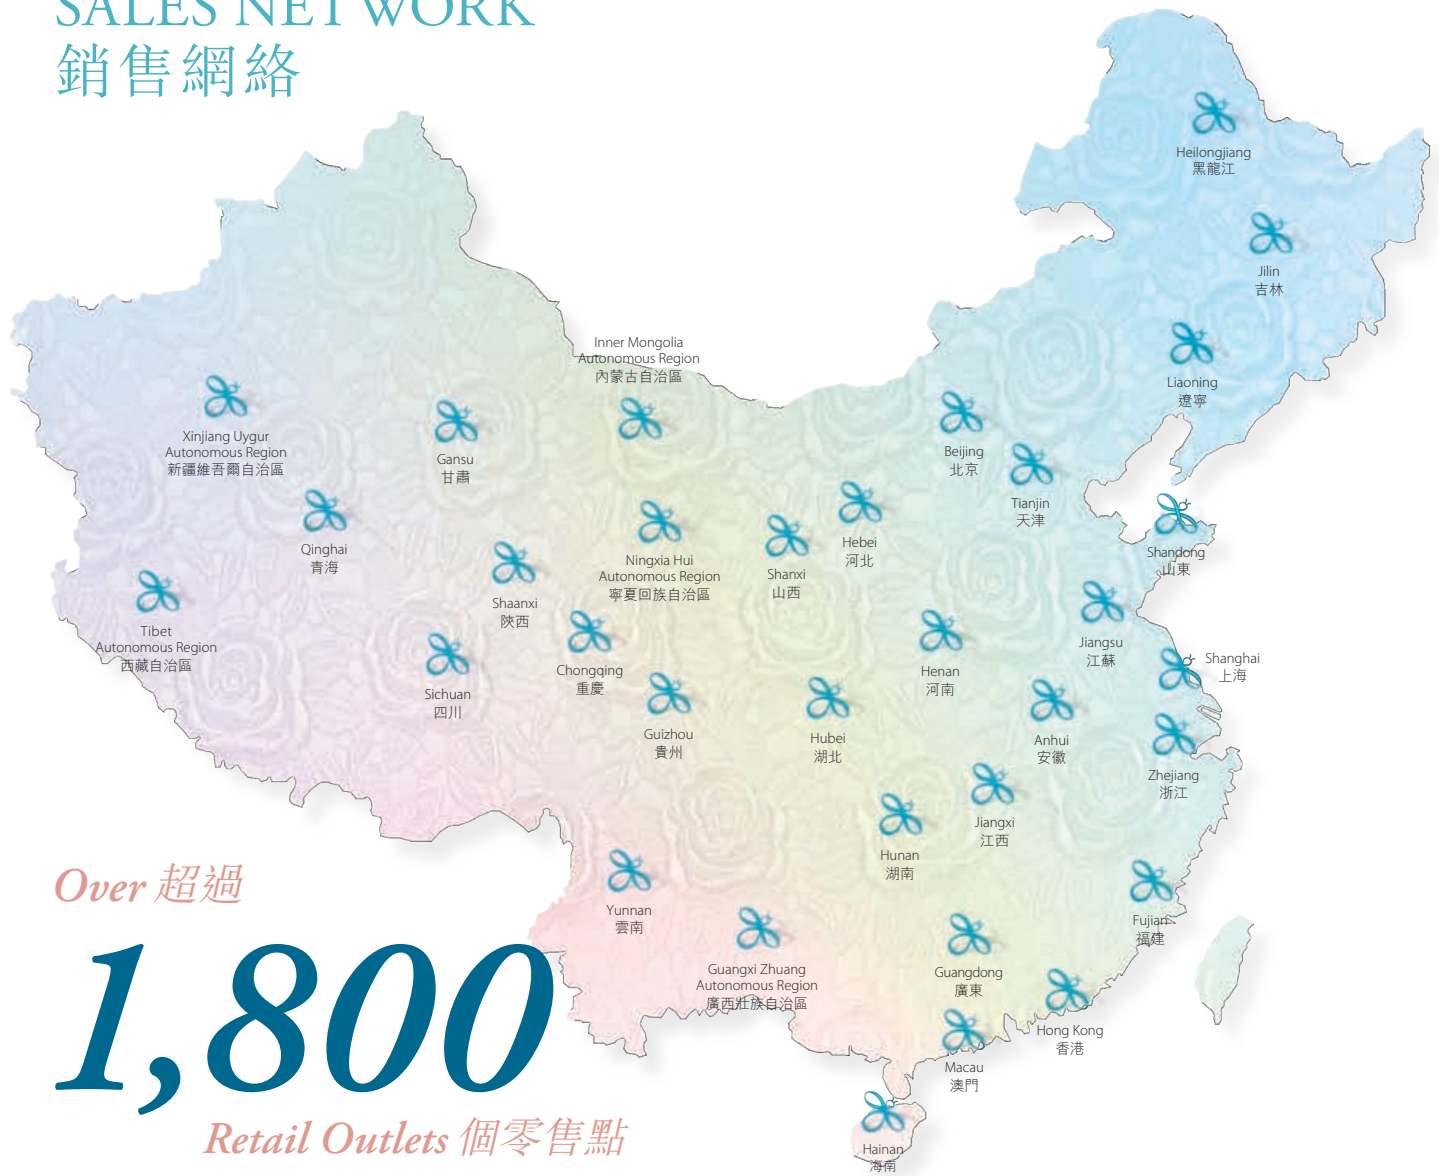 SALES NETWORK
銷售網絡
Heilongjiang
黑龍江
Jilin
吉林
Inner Mongolia
Autonomous Region
內蒙古自治區
Liaoning
遼寧
Xinjiang Uygur
Autonomous Region
新疆維吾爾自治區
Gansu
甘肅
Beijing
北京
Tianjin
天津
Qinghai
青海
Ningxia Hui
Autonomous Region
寧夏回族自治區
Shanxi
山西
Hebei
河北
Shandong
山東
Shaanxi
陝西
Tibet
Autonomous Region
西藏自治區
Chongqing
重慶
Sichuan
四川
Henan
河南
Jiangsu
江蘇
Shanghai
上海
Guizhou
貴州
Hubei
湖北
Anhui
安徽
Zhejiang
浙江
Jiangxi
江西
Hunan
湖南
Yunnan
雲南
Fujian
福建
Guangxi Zhuang
Autonomous Region
廣西壯族自治區
Guangdong
廣東
Hong Kong
香港
Macau
澳門
Hainan
海南
Over 超過
1,800
Retail Outlets 個零售點